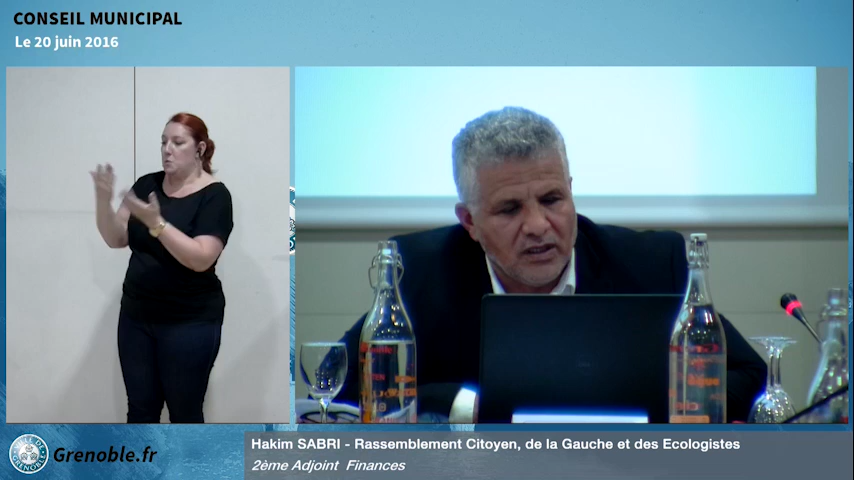 CONSEIL MUNICIPAL
Le 20 juin 2016
Hakim SABRI - Rassemblement Citoyen, de la Gauche et des Ecologistes
2ème Adjoint Finances
Grenoble.fr